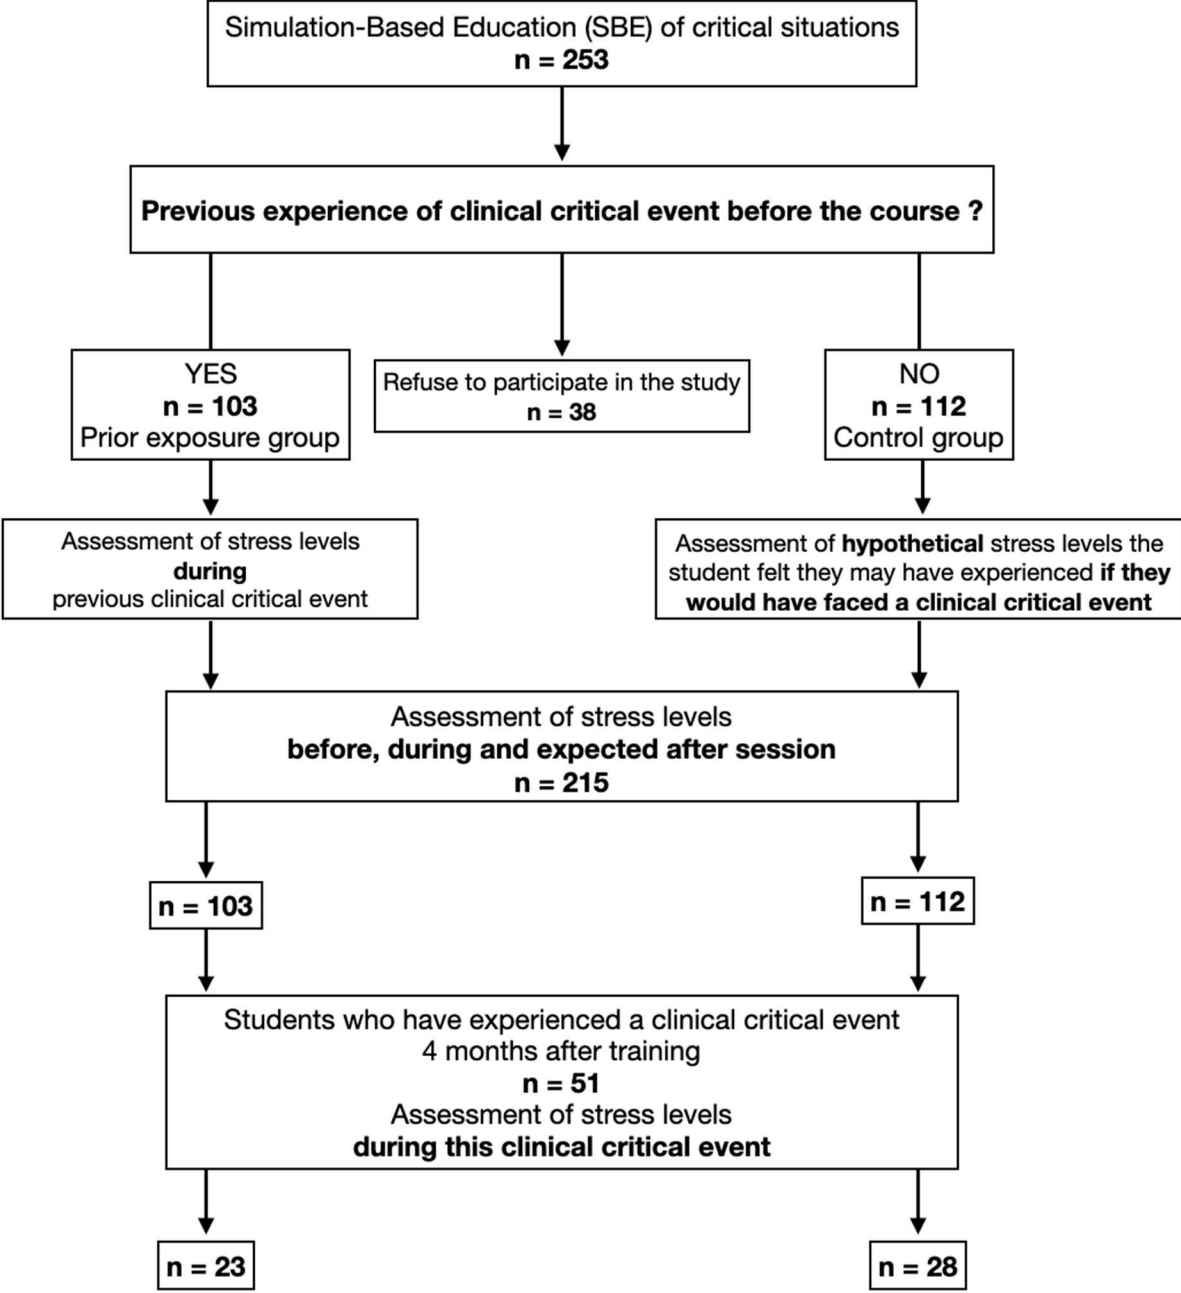 Simulation-Based Education (SBE) of critical situations
n = 253
Previous experience of clinical critical event before the course ?
YES
n = 103
Prior exposure group
Refuse to participate in the study
n = 38
NO
n = 112
Control group
Assessment of stress levels
during
previous clinical critical event
Assessment of hypothetical stress levels the
student felt they may have experienced if they
would have faced a clinical critical event
Assessment of stress levels
before, during and expected after session
n = 215
n = 103
n = 112
Students who have experienced a clinical critical event
4 months after training
n = 51
Assessment of stress levels
during this clinical critical event
n = 23
n = 28